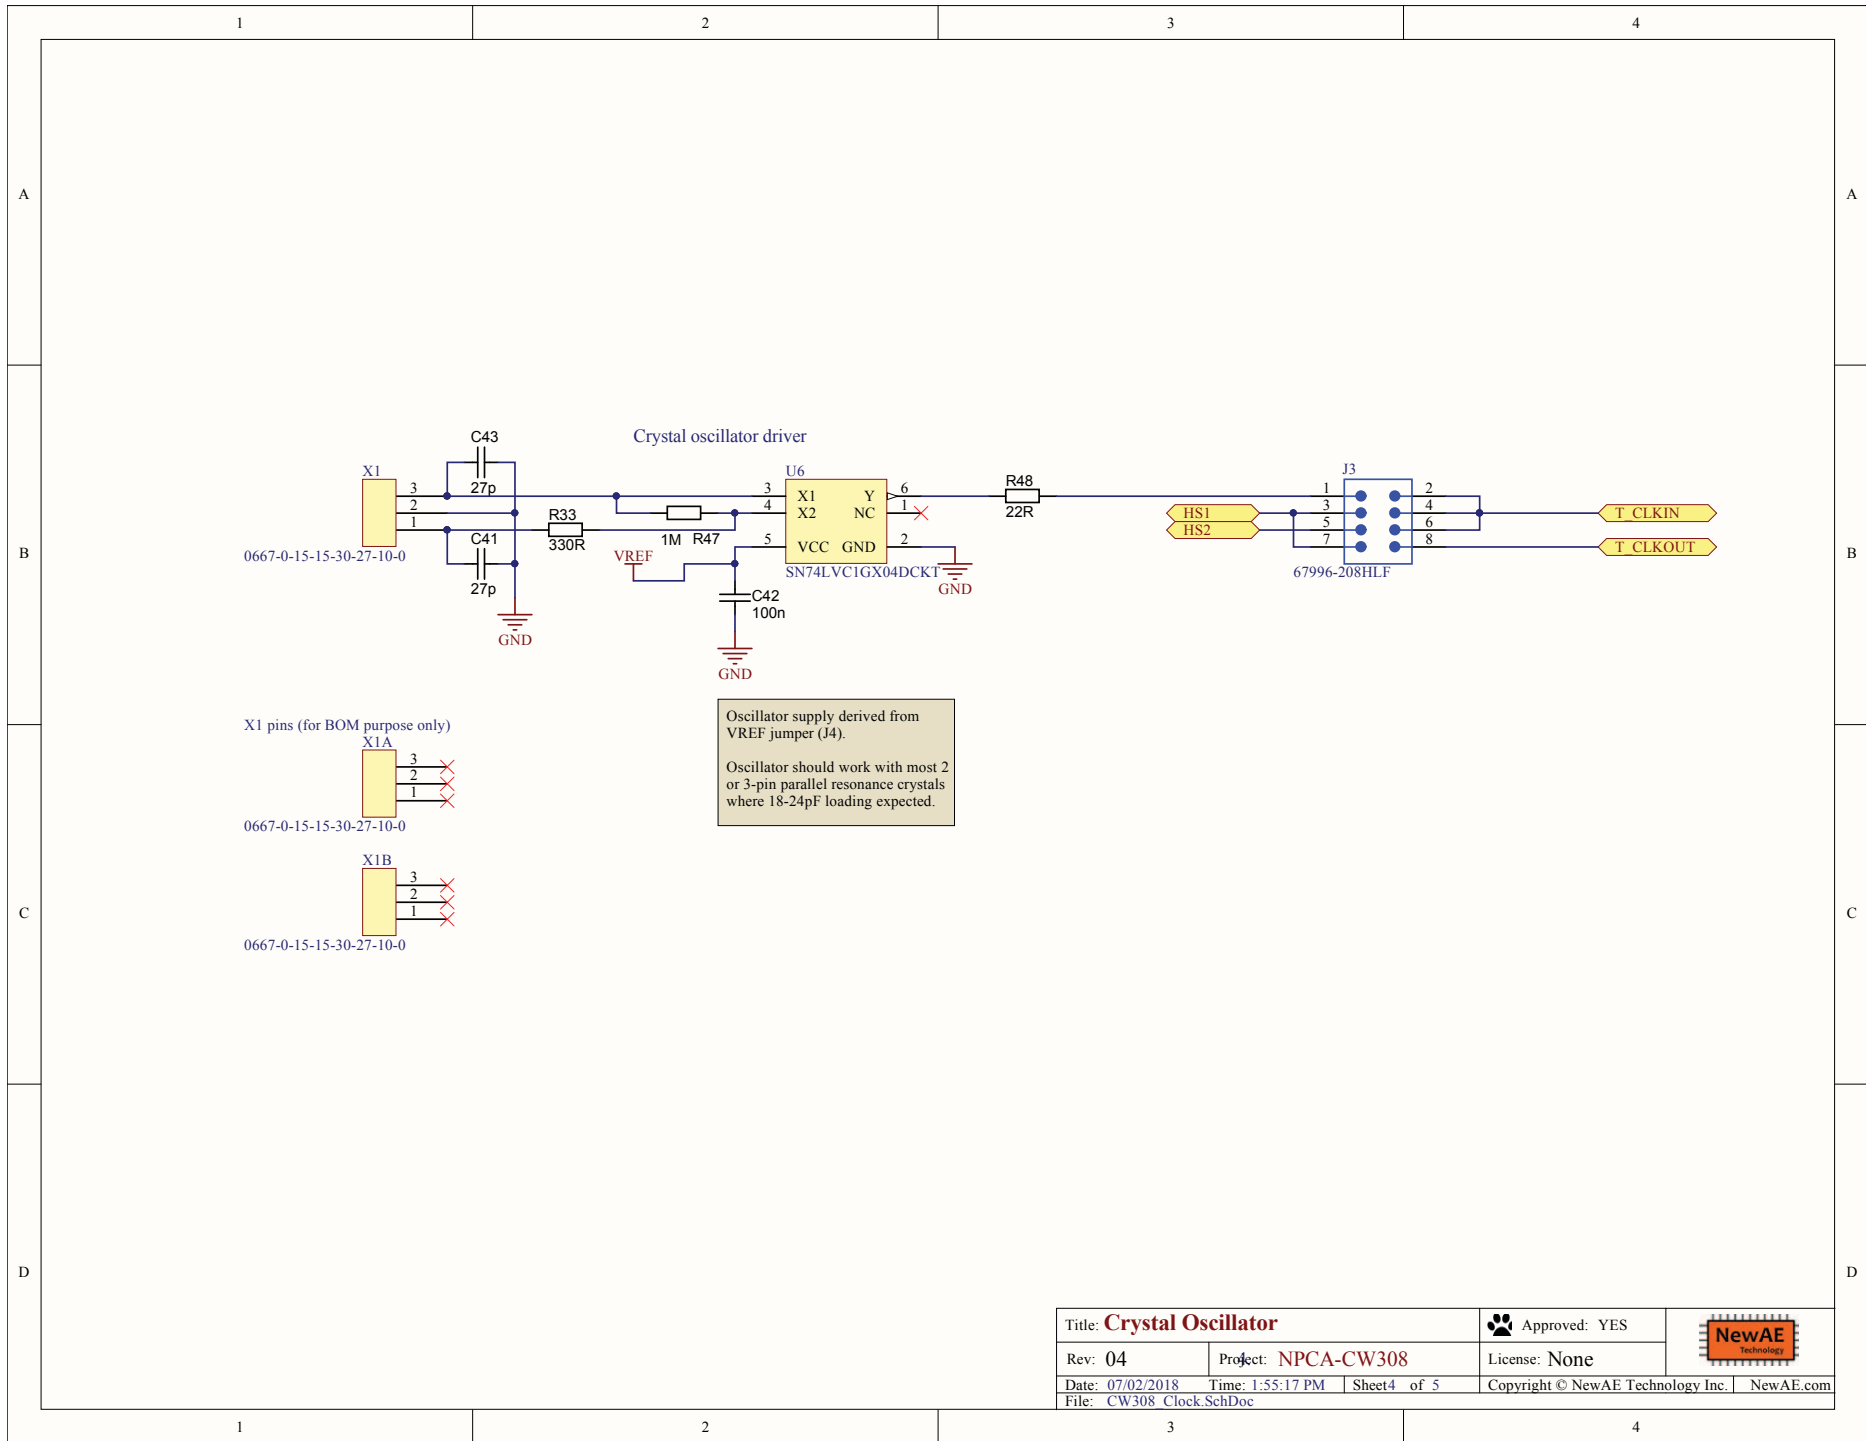 1 2 3 4
A A
B B
C C
D D
Crystal oscillator driver
C43
27p
X1
3
2
1
0667-0-15-15-30-27-10-0
C41
27p
GND
R33
330R
1M R47
VREF
C42
100n
GND
U6
3 X1 Y 6
4 X2 NC 1
5 VCC GND 2
SN74LVC1GX04DCKT
GND
R48
22R
HS1
HS2
J3
1 2
3 4
5 6
7 8
67996-208HLF
T_CLKIN
T_CLKOUT
X1 pins (for BOM purpose only)
X1A
3
2
1
0667-0-15-15-30-27-10-0
X1B
3
2
1
0667-0-15-15-30-27-10-0
Oscillator supply derived from
VREF jumper (J4).
Oscillator should work with most 2
or 3-pin parallel resonance crystals
where 18-24pF loading expected.
Title: Crystal Oscillator
Approved: YES
NewAE
Technology
Rev: 04
Project: NPCA-CW308
License: None
Date: 07/02/2018 Time: 1:55:17 PM Sheet4 of 5
Copyright © NewAE Technology Inc. NewAE.com
File: CW308_Clock.SchDoc
1 2 3 4